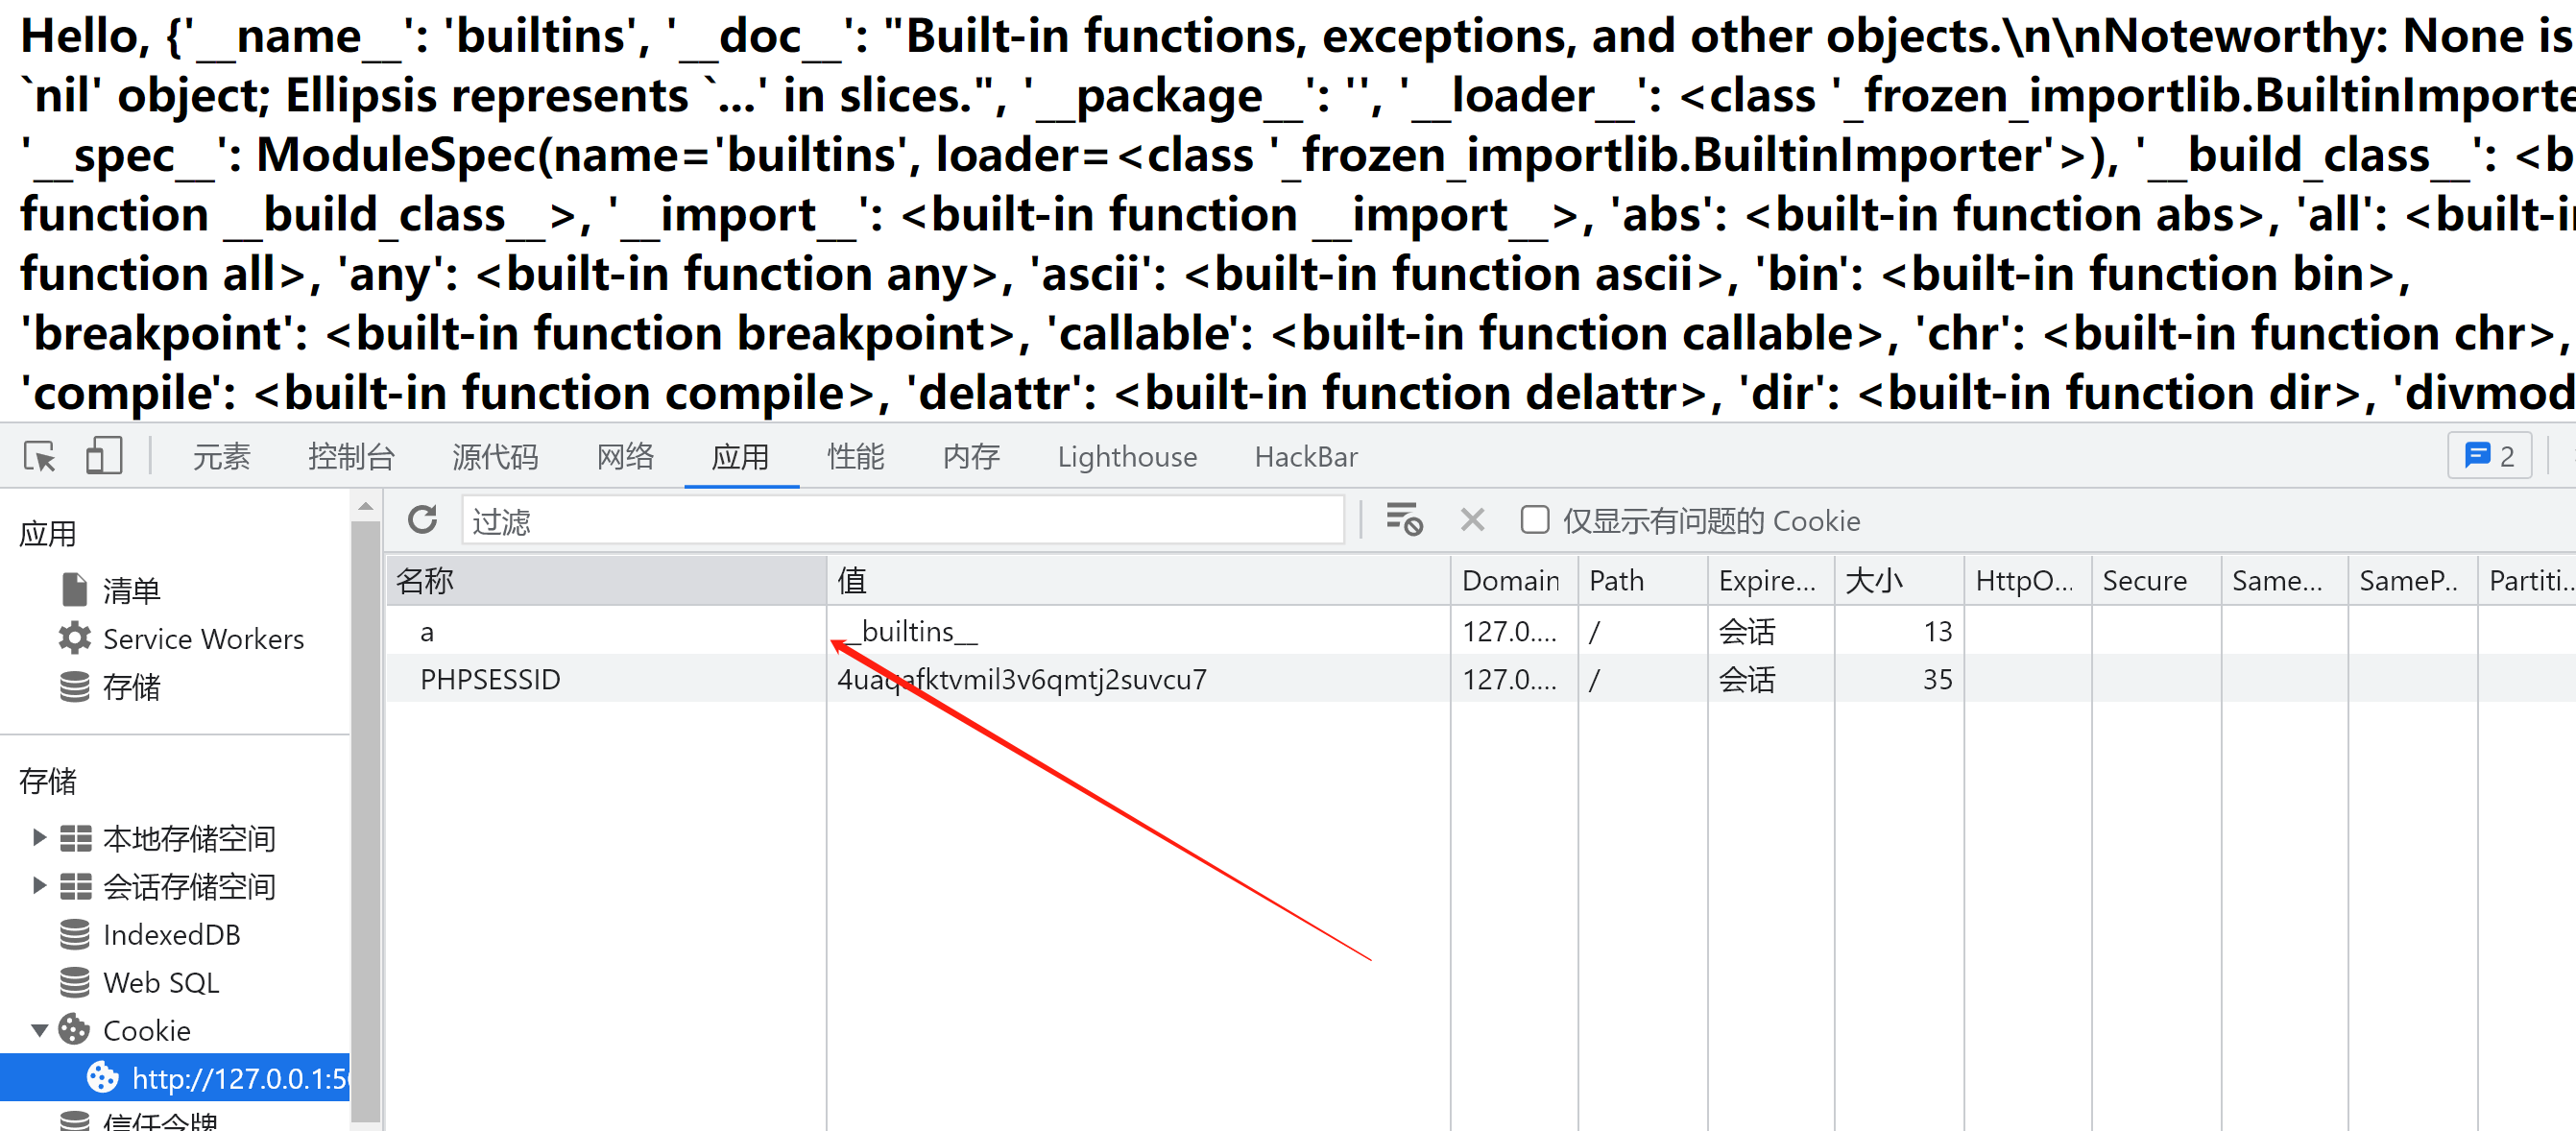 Hello, {'__name__': 'builtins', '__doc__': "Built-in functions, exceptions, and other objects.\n\nNoteworthy: None is
`nil' object; Ellipsis represents `...' in slices.", '__package__': '', '__loader__': <class '_frozen_importlib.BuiltinImporte
'__spec__': ModuleSpec(name='builtins', loader=<class '_frozen_importlib.BuiltinImporter'>), '__build_class__': <b
function __build_class__>, '__import__': <built-in function __import__>, 'abs': <built-in function abs>, 'all': <built-in
function all>, 'any': <built-in function any>, 'ascii': <built-in function ascii>, 'bin': <built-in function bin>,
'breakpoint': <built-in function breakpoint>, 'callable': <built-in function callable>, 'chr': <built-in function chr>,
'compile': <built-in function compile>, 'delattr': <built-in function delattr>, 'dir': <built-in function dir>, 'divmod
元素 控制台 源代码 网络 应用 性能 内存 Lighthouse HackBar 2
过滤 仅显示有问题的 Cookie
应用
清单
Service Workers
存储
存储
本地存储空间
会话存储空间
IndexedDB
Web SQL
Cookie
http://127.0.0.1:50
信任令牌
名称 值 Domain Path Expire... 大小 HttpO... Secure Same... SameP... Partiti...
a __builtins__ 127.0.... / 会话 13
PHPSESSID 4uaqafktvmil3v6qmtj2suvcu7 127.0.... / 会话 35